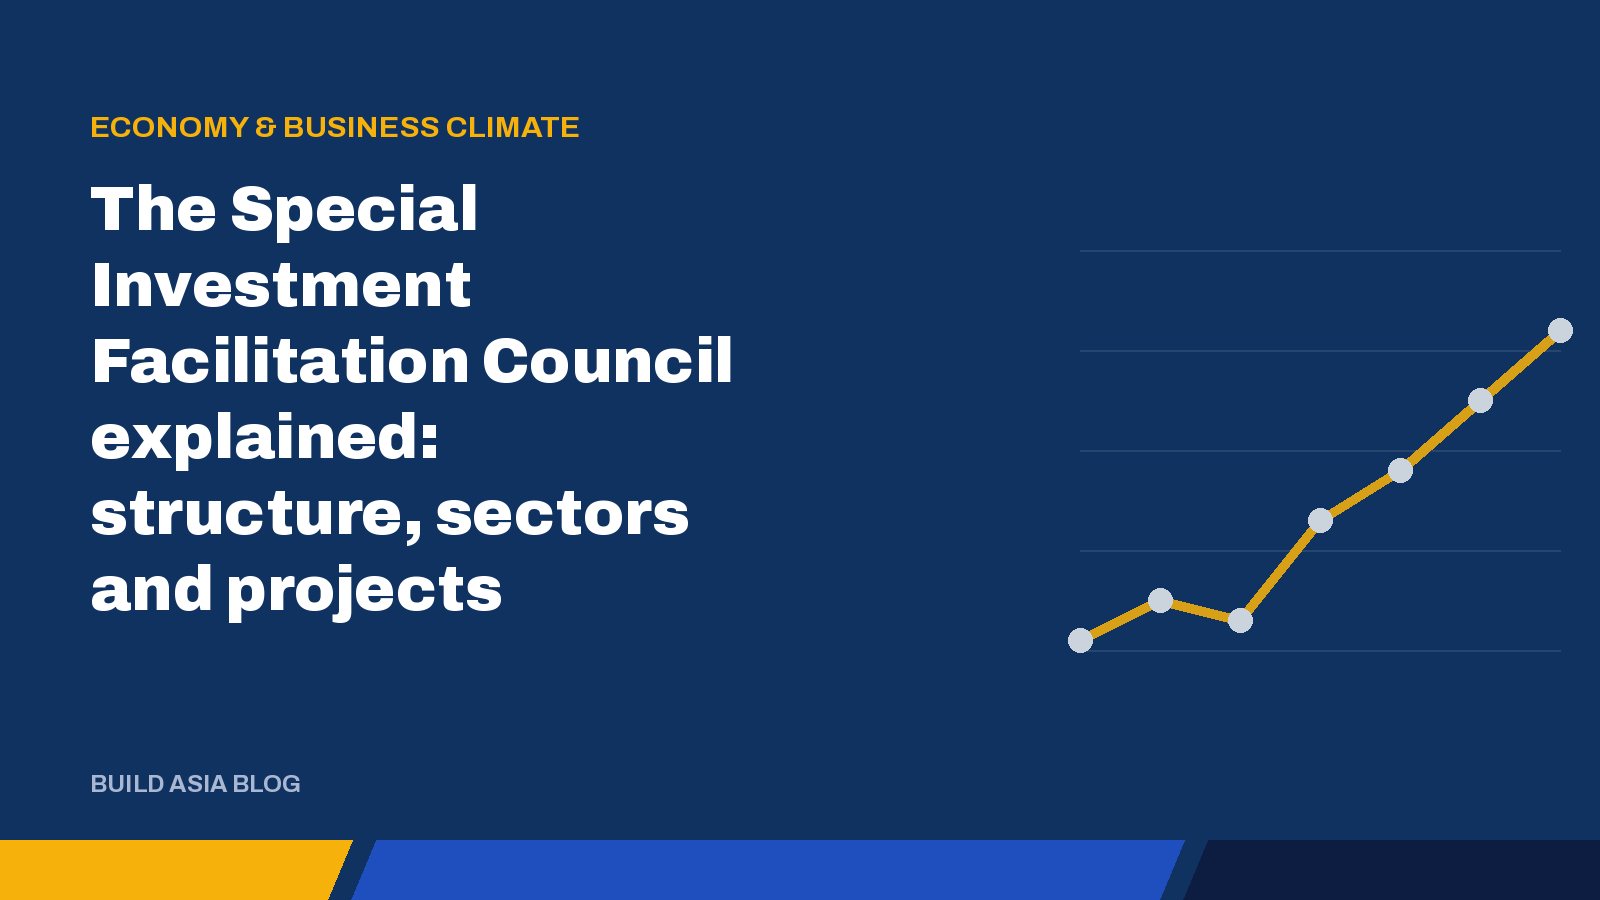 ECONOMY & BUSINESS CLIMATE
The Special
Investment
Facilitation Council
explained:
structure, sectors
and projects
BUILD ASIA BLOG